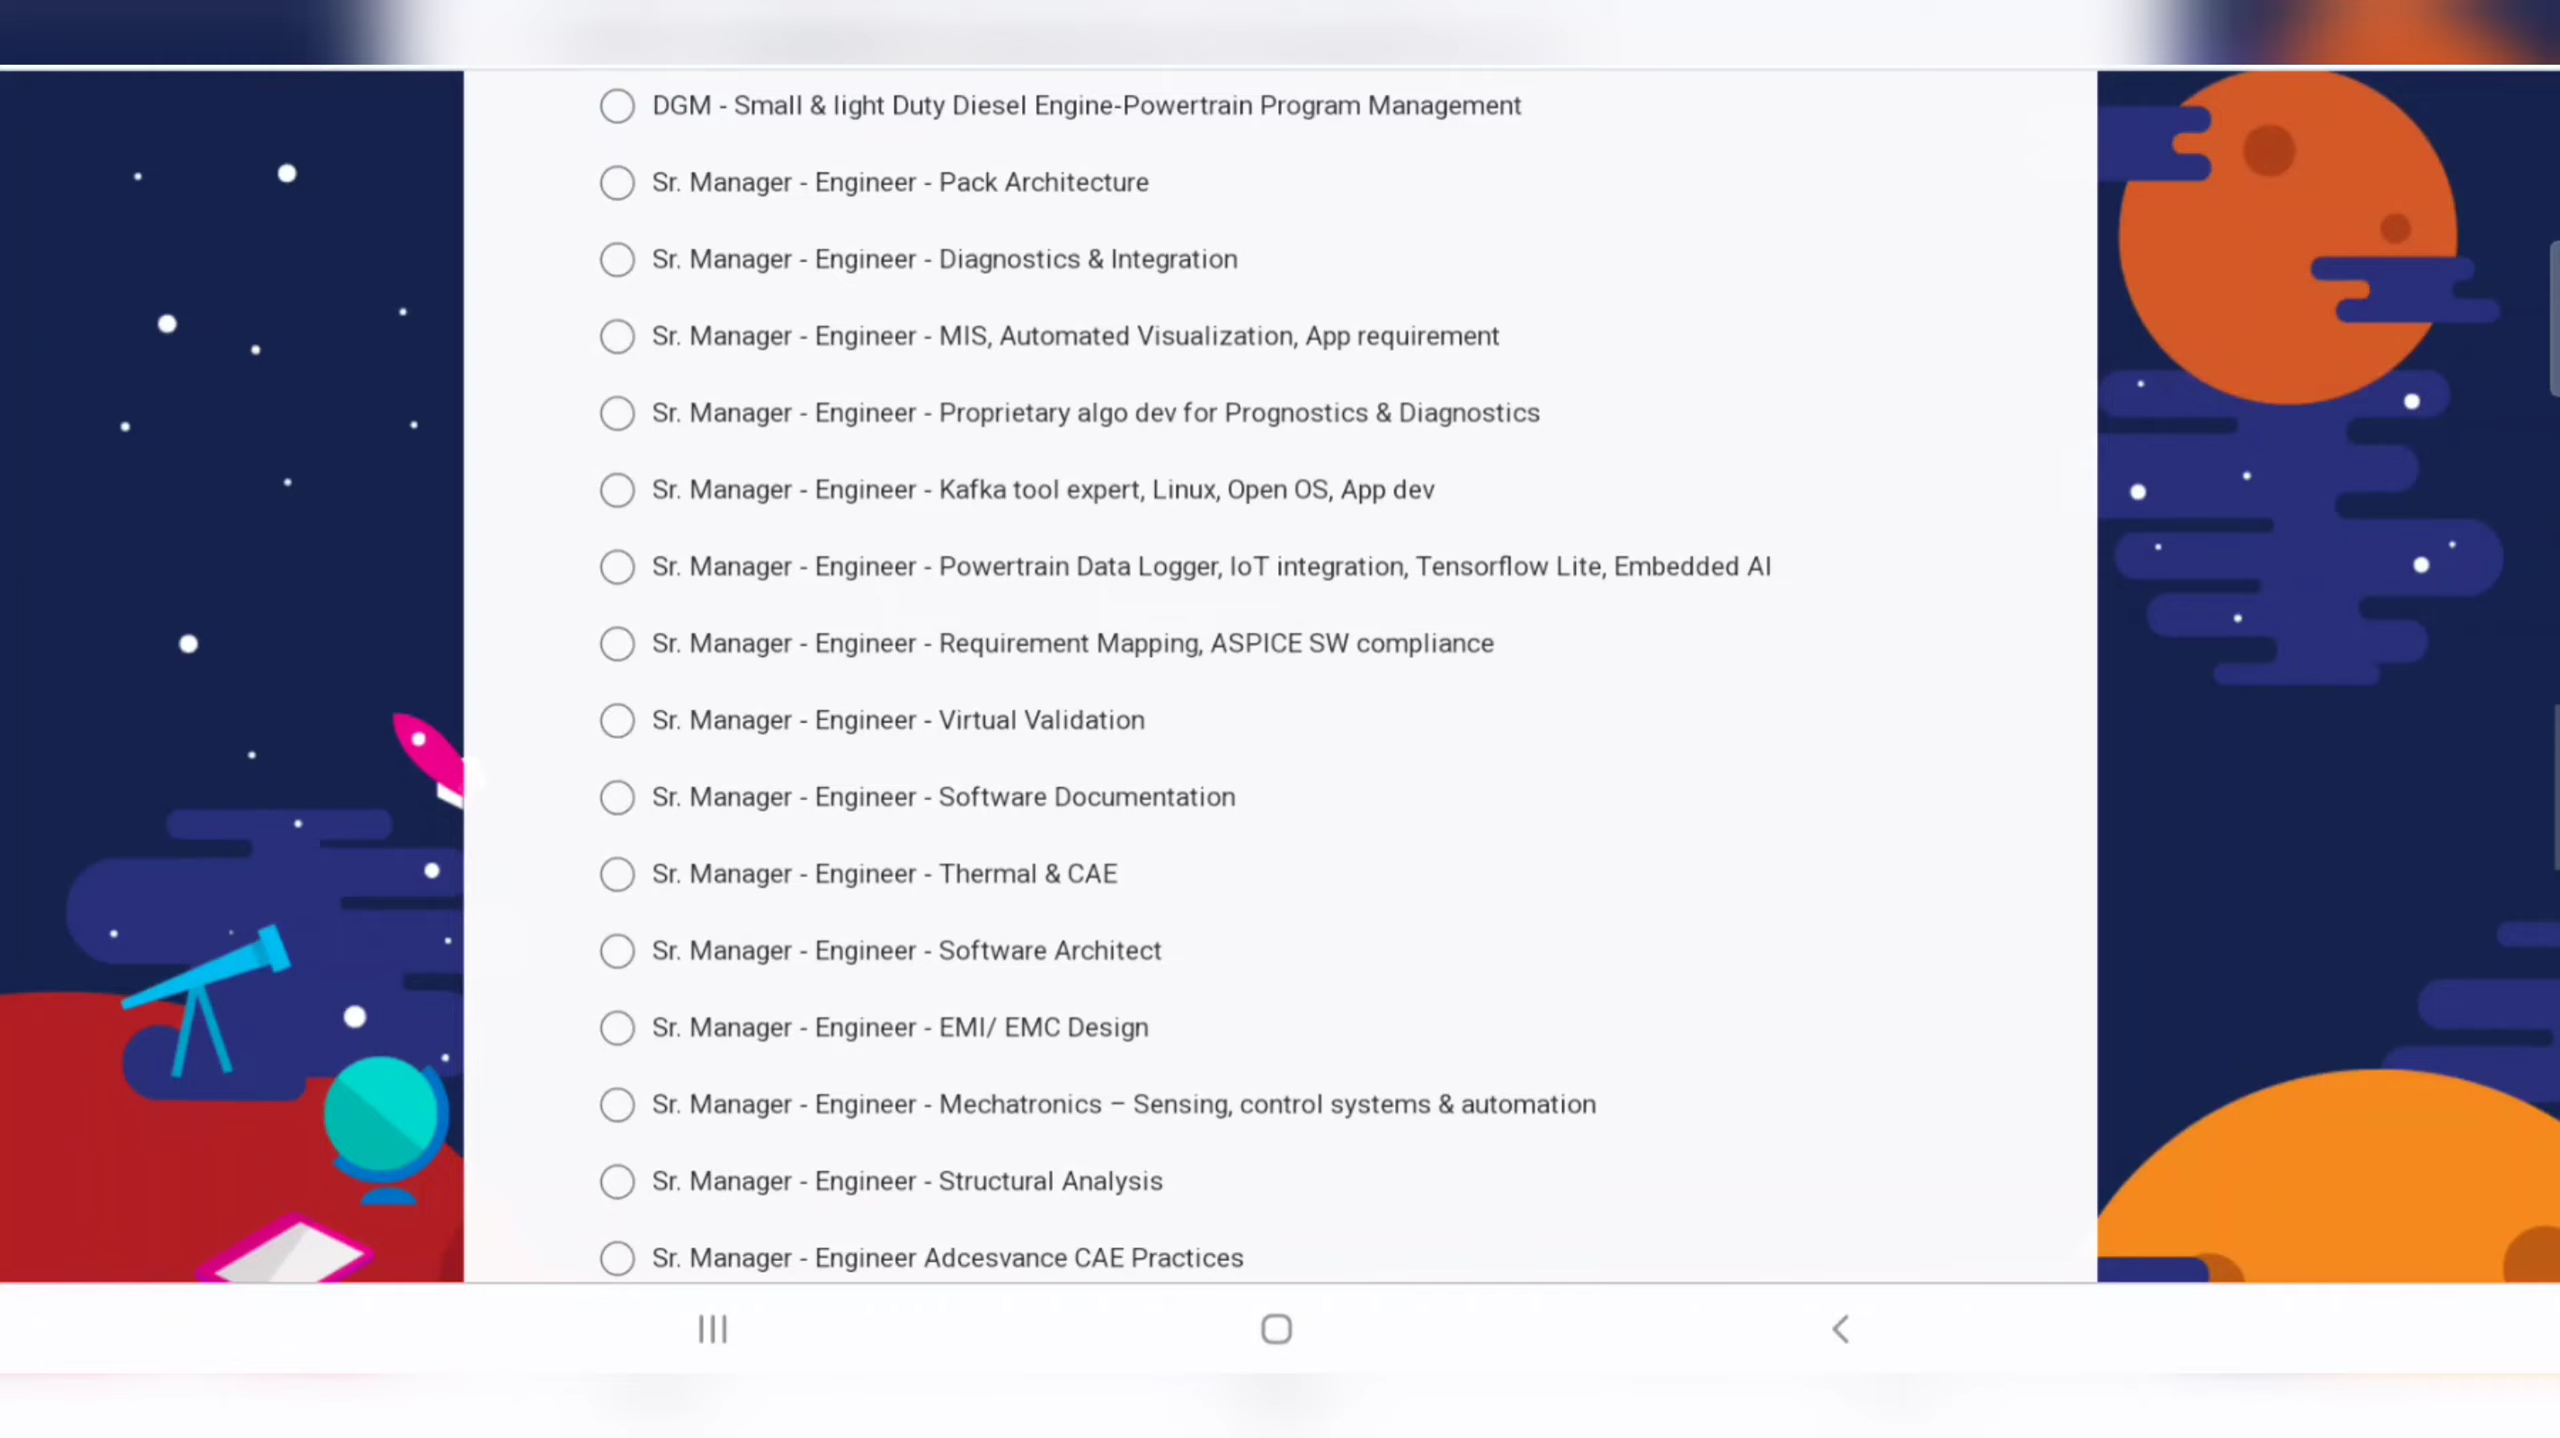 DGM - Small & light Duty Diesel Engine-Powertrain Program Management
Sr. Manager - Engineer - Pack Architecture
Sr. Manager - Engineer - Diagnostics & Integration
Sr. Manager - Engineer - MIS, Automated Visualization, App requirement
Sr. Manager - Engineer - Proprietary algo dev for Prognostics & Diagnostics
Sr. Manager - Engineer - Kafka tool expert, Linux, Open OS, App dev
Sr. Manager - Engineer - Powertrain Data Logger, IoT integration, Tensorflow Lite, Embedded AI
Sr. Manager - Engineer - Requirement Mapping, ASPICE SW compliance
Sr. Manager - Engineer - Virtual Validation
Sr. Manager - Engineer - Software Documentation
Sr. Manager - Engineer - Thermal & CAE
Sr. Manager - Engineer - Software Architect
Sr. Manager - Engineer - EMI/ EMC Design
Sr. Manager - Engineer - Mechatronics – Sensing, control systems & automation
Sr. Manager - Engineer - Structural Analysis
Sr. Manager - Engineer Adcesvance CAE Practices